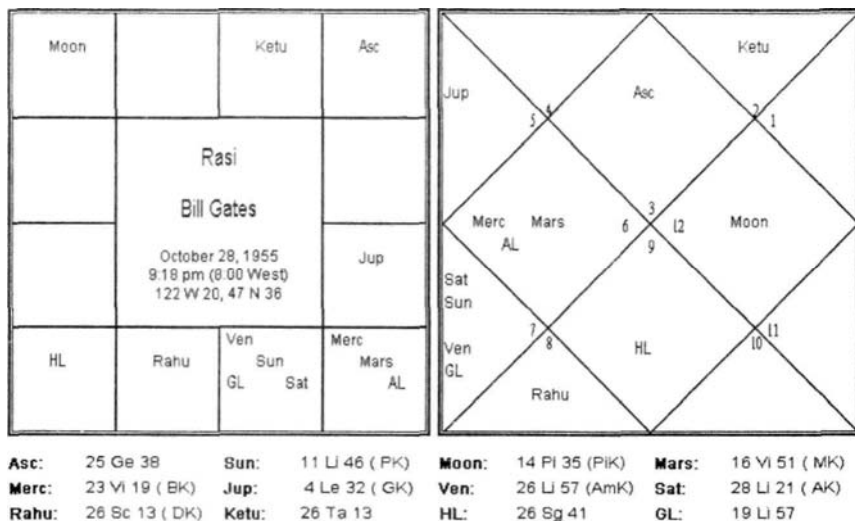 Moon Ketu Asc
Rasi
Bill Gates
October 28, 1955
9:18 pm (8:00 West)
122 W 20, 47 N 36
Jup
HL Rahu
Ven
Sun
GL Sat
Merc
Mars
AL
Ketu
Jup
Asc
4
5
2
1
Merc Mars
AL
3
6 12
9
Moon
Sat
Sun
7
8
11
10
Ven
GL
HL
Rahu
Asc: 25 Ge 38 Sun: 11 Li 46 ( PK) Moon: 14 Pi 35 (PiK) Mars: 16 Vi 51 ( MK)
Merc: 23 Vi 19 ( BK) Jup: 4 Le 32 ( GK) Ven: 26 Li 57 (AmK) Sat: 28 Li 21 ( AK)
Rahu: 26 Sc 13 ( DK) Ketu: 26 Ta 13 HL: 26 Sg 41 GL: 19 Li 57